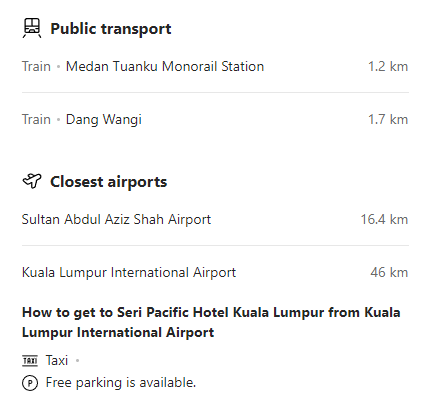 Public transport
Train • Medan Tuanku Monorail Station 1.2 km
Train • Dang Wangi 1.7 km
Closest airports
Sultan Abdul Aziz Shah Airport 16.4 km
Kuala Lumpur International Airport 46 km
How to get to Seri Pacific Hotel Kuala Lumpur from Kuala
Lumpur International Airport
TAXI Taxi •
P Free parking is available.